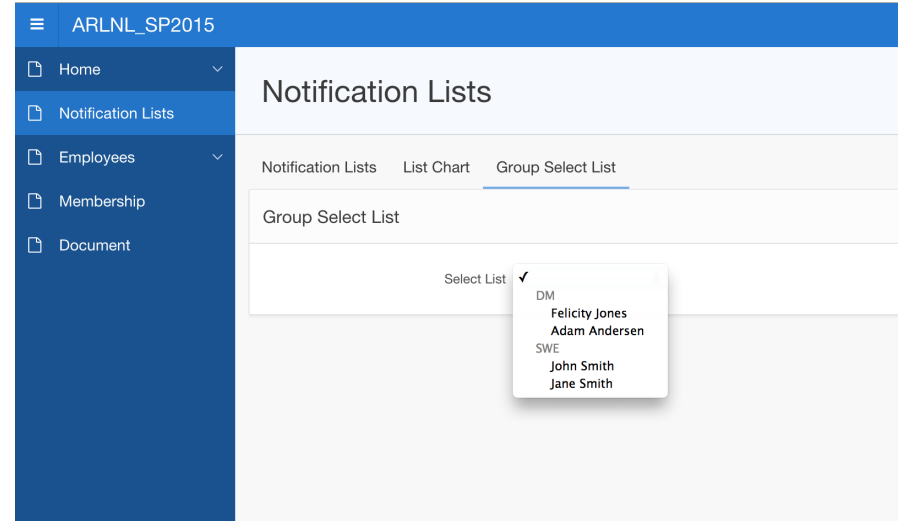 ARLNL_SP2015
Home
Notification Lists
Employees
Membership
Document
Notification Lists
Notification Lists List Chart Group Select List
Group Select List
Select List
DM
Felicity Jones
Adam Andersen
SWE
John Smith
Jane Smith